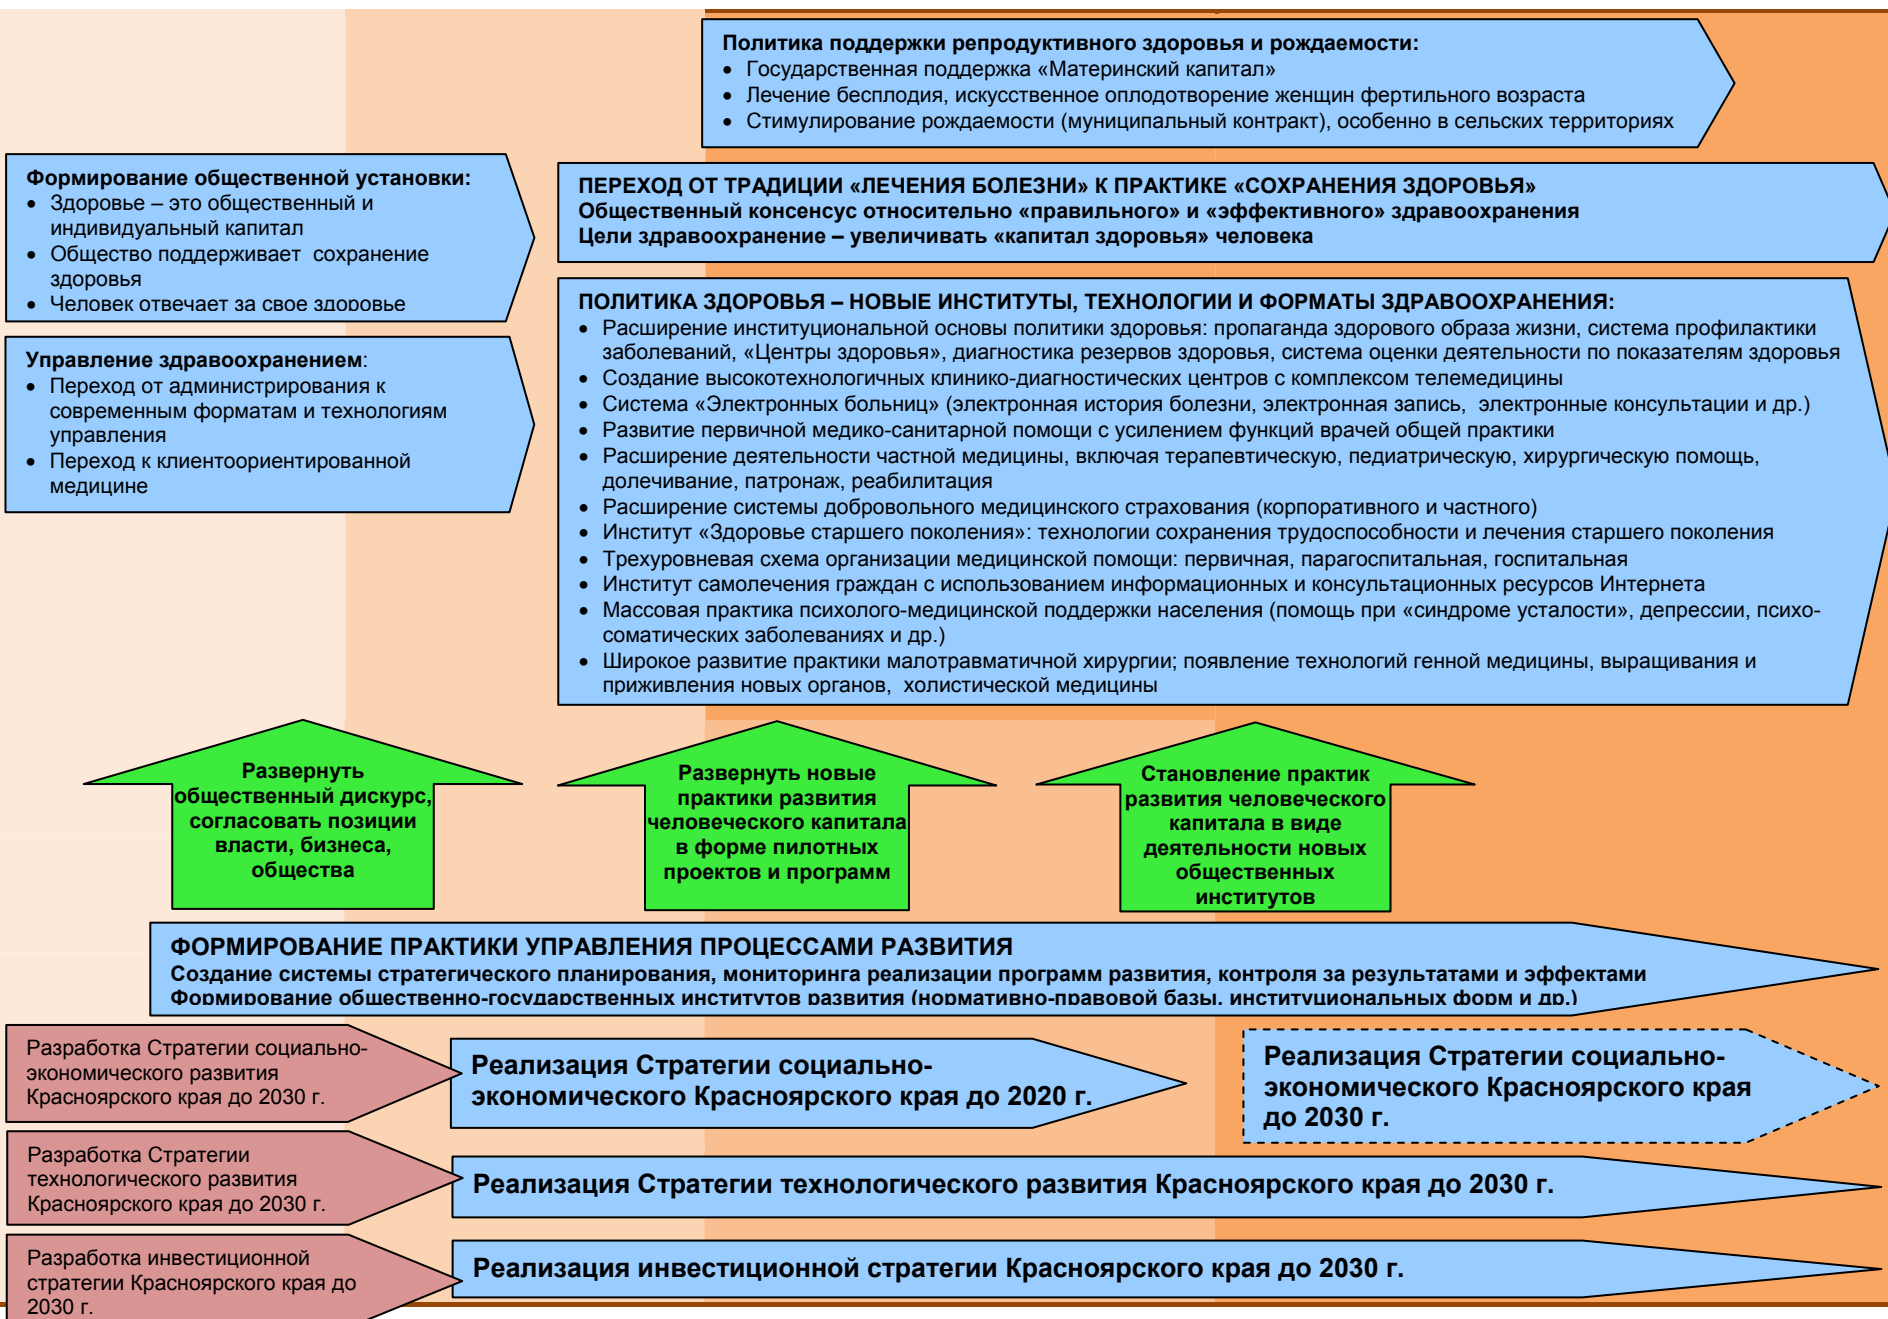 Политика поддержки репродуктивного здоровья и рождаемости:
• Государственная поддержка «Материнский капитал»
• Лечение бесплодия, искусственное оплодотворение женщин фертильного возраста
• Стимулирование рождаемости (муниципальный контракт), особенно в сельских территориях
Формирование общественной установки:
• Здоровье – это общественный и
индивидуальный капитал
• Общество поддерживает сохранение
здоровья
• Человек отвечает за свое здоровье
ПЕРЕХОД ОТ ТРАДИЦИИ «ЛЕЧЕНИЯ БОЛЕЗНИ» К ПРАКТИКЕ «СОХРАНЕНИЯ ЗДОРОВЬЯ»
Общественный консенсус относительно «правильного» и «эффективного» здравоохранения
Цели здравоохранение – увеличивать «капитал здоровья» человека
Управление здравоохранением:
• Переход от администрирования к
современным форматам и технологиям
управления
• Переход к клиентоориентированной
медицине
ПОЛИТИКА ЗДОРОВЬЯ – НОВЫЕ ИНСТИТУТЫ, ТЕХНОЛОГИИ И ФОРМАТЫ ЗДРАВООХРАНЕНИЯ:
• Расширение институциональной основы политики здоровья: пропаганда здорового образа жизни, система профилактики
заболеваний, «Центры здоровья», диагностика резервов здоровья, система оценки деятельности по показателям здоровья
• Создание высокотехнологичных клинико-диагностических центров с комплексом телемедицины
• Система «Электронных больниц» (электронная история болезни, электронная запись, электронные консультации и др.)
• Развитие первичной медико-санитарной помощи с усилением функций врачей общей практики
• Расширение деятельности частной медицины, включая терапевтическую, педиатрическую, хирургическую помощь,
долечивание, патронаж, реабилитация
• Расширение системы добровольного медицинского страхования (корпоративного и частного)
• Институт «Здоровье старшего поколения»: технологии сохранения трудоспособности и лечения старшего поколения
• Трехуровневая схема организации медицинской помощи: первичная, парагоспитальная, госпитальная
• Институт самолечения граждан с использованием информационных и консультационных ресурсов Интернета
• Массовая практика психолого-медицинской поддержки населения (помощь при «синдроме усталости», депрессии, психо-
соматических заболеваниях и др.)
• Широкое развитие практики малотравматичной хирургии; появление технологий генной медицины, выращивания и
приживления новых органов, холистической медицины
Развернуть
общественный дискурс,
согласовать позиции
власти, бизнеса,
общества
Развернуть новые
практики развития
человеческого капитала
в форме пилотных
проектов и программ
Становление практик
развития человеческого
капитала в виде
деятельности новых
общественных
институтов
ФОРМИРОВАНИЕ ПРАКТИКИ УПРАВЛЕНИЯ ПРОЦЕССАМИ РАЗВИТИЯ
Создание системы стратегического планирования, мониторинга реализации программ развития, контроля за результатами и эффектами
Формирование общественно-государственных институтов развития (нормативно-правовой базы, институциональных форм и др.)
Разработка Стратегии социально-
экономического развития
Красноярского края до 2030 г.
Реализация Стратегии социально-
экономического Красноярского края до 2020 г.
Реализация Стратегии социально-
экономического Красноярского края
до 2030 г.
Разработка Стратегии
технологического развития
Красноярского края до 2030 г.
Реализация Стратегии технологического развития Красноярского края до 2030 г.
Разработка инвестиционной
стратегии Красноярского края до
2030 г.
Реализация инвестиционной стратегии Красноярского края до 2030 г.